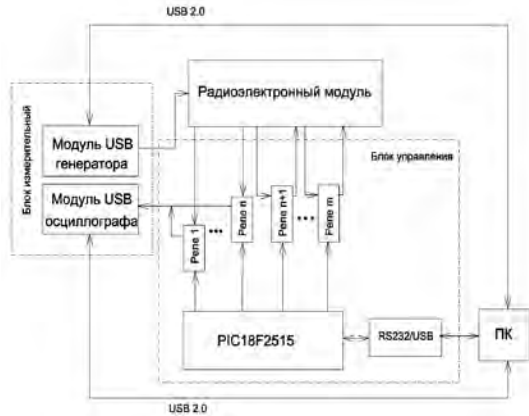 USB 2.0
Радиоэлектронный модуль
Блок измерительный
Модуль USB
генератора
Модуль USB
осциллографа
Блок управления
Реле 1
Реле n
Реле n+1
Реле m
PIC18F2515
RS232/USB
ПК
USB 2.0